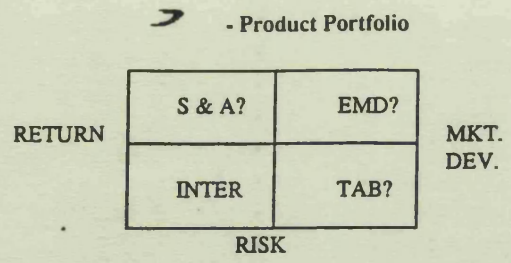 - Product Portfolio
S & A? EMD?
RETURN MKT.
DEV.
INTER TAB?
RISK